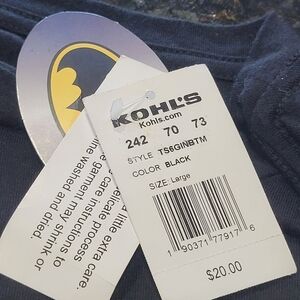 KOHL'S
Kohls.com
242 70 73
STYLE TS6GINBTM
COLOR BLACK
SIZE: Large
1 90371 77917 6
$20.00
a little extra care.
delicate process
care instructions to
garment may shrink or
washed and dried.